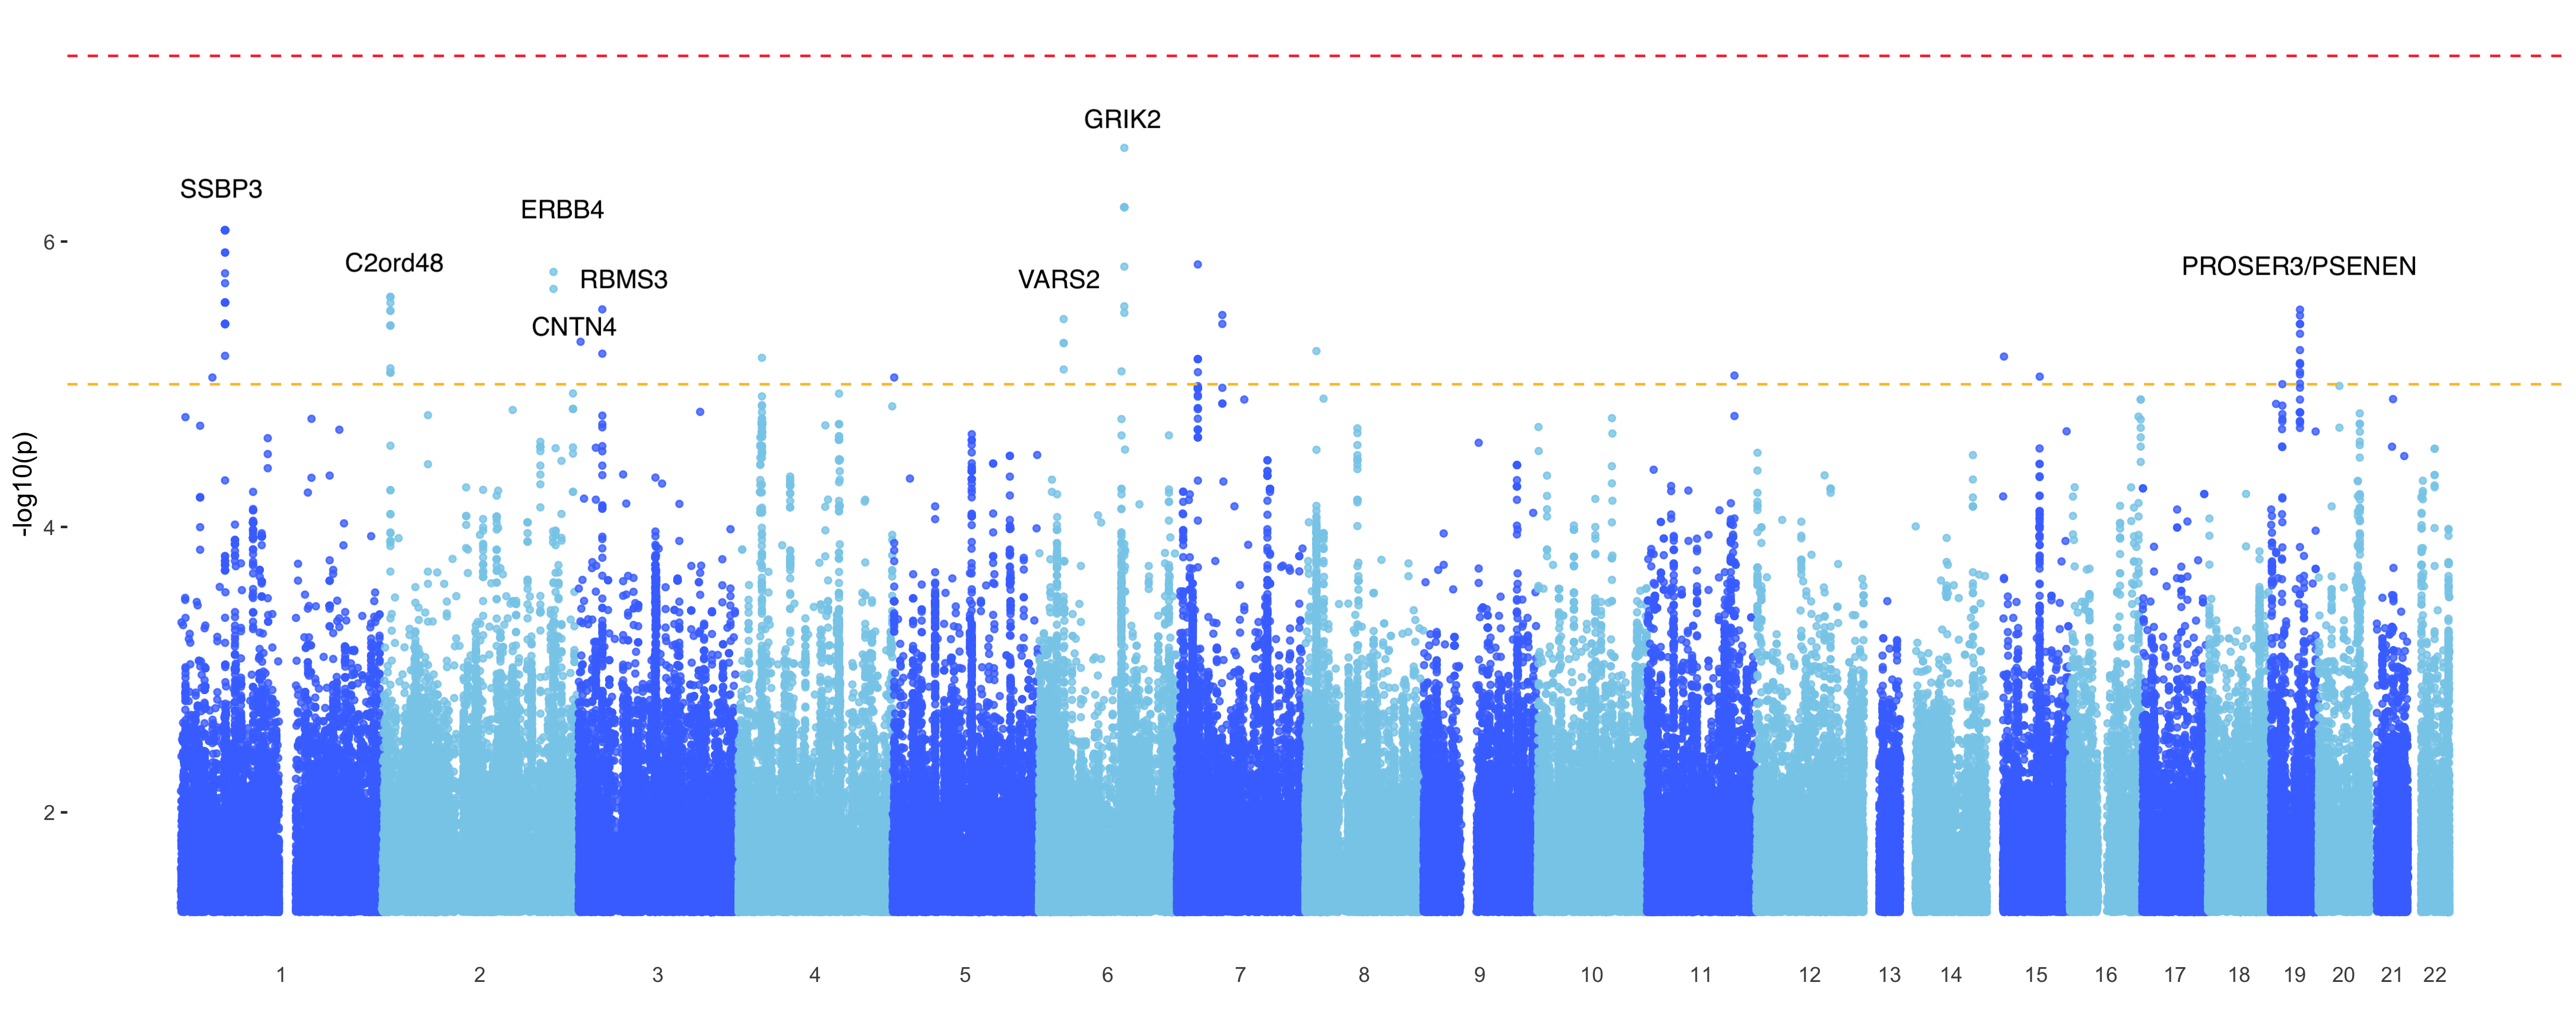 GRIK2
SSBP3
ERBB4
6
C2ord48
RBMS3
VARS2
PROSER3/PSENEN
CNTN4
-log10(p)
4
2
1 2 3 4 5 6 7 8 9 10 11 12 13 14 15 16 17 18 19 20 21 22